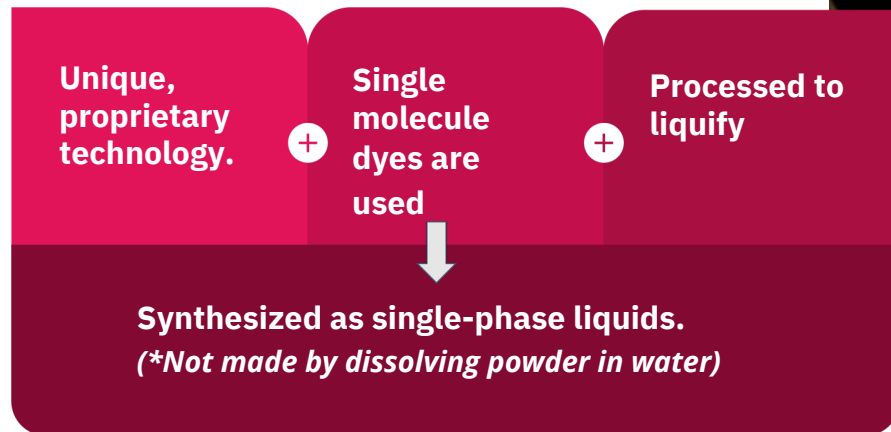 Unique,
proprietary
technology.
+
Single
molecule
dyes are
used
+
Processed to
liquify
Synthesized as single-phase liquids.
(*Not made by dissolving powder in water)